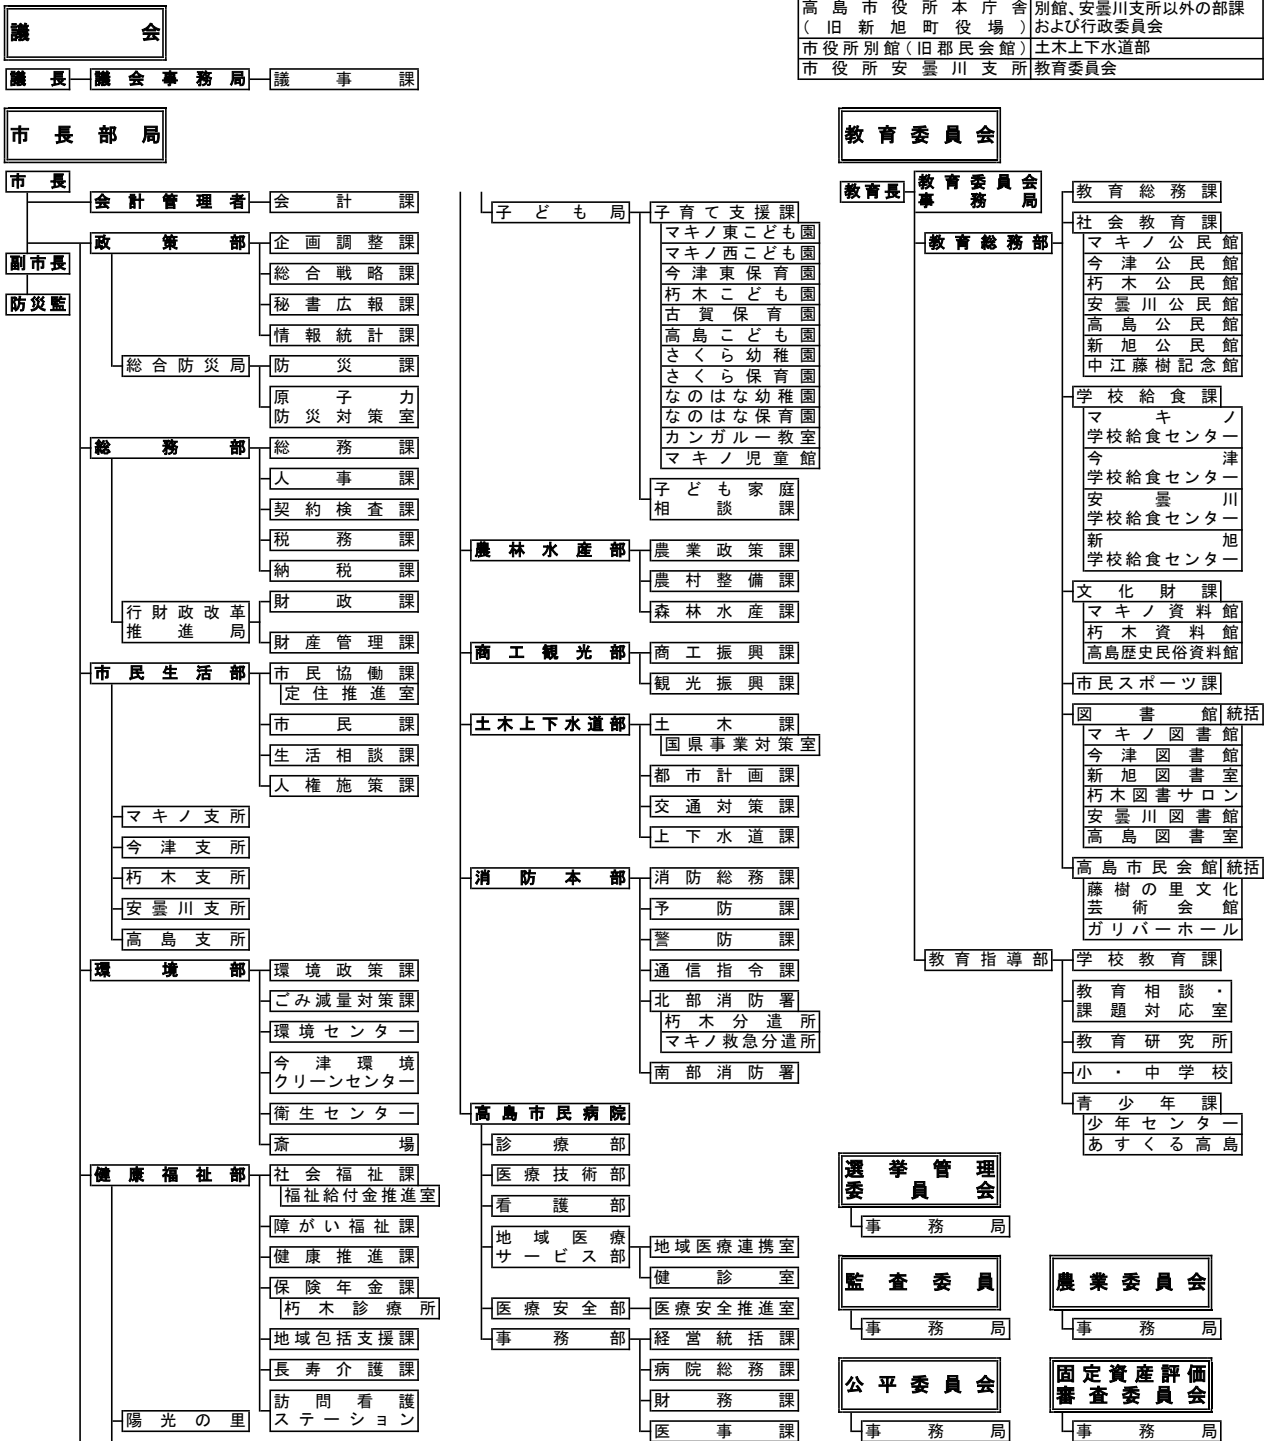 高島市役所本庁舎 別館、安曇川支所以外の部課
(旧新旭町役場) および行政委員会
市役所別館(旧郡民会館) 土木上下水道部
市役所安曇川支所 教育委員会
議会
議長 議会事務局 議事課
市長部局
市長
副市長
防災監
会計管理者 会計課
政策部 企画調整課
総合戦略課
秘書広報課
情報統計課
総合防災局 防災課
原子力
防災対策室
総務部 総務課
人事課
契約検査課
税務課
納税課
行財政改革
推進局
財政課
財産管理課
市民生活部 市民協働課
定住推進室
市民課
生活相談課
人権施策課
マキノ支所
今津支所
朽木支所
安曇川支所
高島支所
環境部 環境政策課
ごみ減量対策課
環境センター
今津環境
クリーンセンター
衛生センター
斎場
健康福祉部 社会福祉課
福祉給付金推進室
障がい福祉課
健康推進課
保険年金課
朽木診療所
地域包括支援課
長寿介護課
訪問看護
ステーション
陽光の里
子ども局 子育て支援課
マキノ東こども園
マキノ西こども園
今津東保育園
朽木こども園
古賀保育園
高島こども園
さくら幼稚園
さくら保育園
なのはな幼稚園
なのはな保育園
カンガルー教室
マキノ児童館
子ども家庭
相談課
農林水産部 農業政策課
農村整備課
森林水産課
商工観光部 商工振興課
観光振興課
土木上下水道部 土木課
国県事業対策室
都市計画課
交通対策課
上下水道課
消防本部 消防総務課
予防課
警防課
通信指令課
北部消防署
朽木分遣所
マキノ救急分遣所
南部消防署
高島市民病院
診療部
医療技術部
看護部
地域医療
サービス部
地域医療連携室
健診室
医療安全部 医療安全推進室
事務部 経営統括課
病院総務課
財務課
医事課
教育委員会
教育長 教育委員会
事務局
教育総務部 教育総務課
社会教育課
マキノ公民館
今津公民館
朽木公民館
安曇川公民館
高島公民館
新旭公民館
中江藤樹記念館
学校給食課
マキノ
学校給食センター
今津
学校給食センター
安曇川
学校給食センター
新旭
学校給食センター
文化財課
マキノ資料館
朽木資料館
高島歴史民俗資料館
市民スポーツ課
図書館 統括
マキノ図書館
今津図書館
新旭図書室
朽木図書サロン
安曇川図書館
高島図書室
高島市民会館 統括
藤樹の里文化
芸術会館
ガリバーホール
教育指導部 学校教育課
教育相談・
課題対応室
教育研究所
小・中学校
青少年課
少年センター
あすくる高島
選挙管理
委員会
事務局
監査委員
事務局
農業委員会
事務局
公平委員会
事務局
固定資産評価
審査委員会
事務局